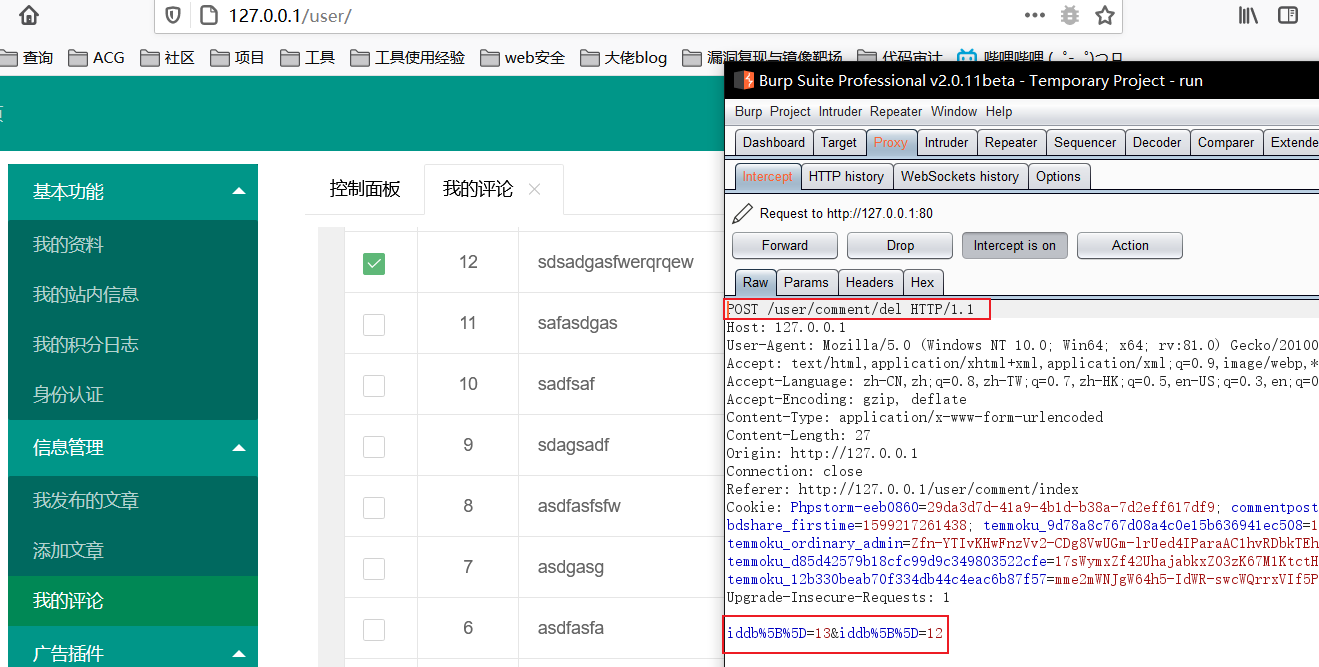 127.0.0.1/user/
查询 ACG 社区 项目 工具 工具使用经验 web安全 大佬blog 漏洞复现与镜像靶场 代码审计 哔哩哔哩 (゜-゜)つロ
基本功能
我的资料
我的站内信息
我的积分日志
身份认证
信息管理
我发布的文章
添加文章
我的评论
广告插件
控制面板 我的评论
12 sdsadgasfwerqrqew
11 safasdgas
10 sadfsaf
9 sdagsadf
8 asdfasfsfw
7 asdgasg
6 asdfasfa
Burp Suite Professional v2.0.11beta - Temporary Project - run
Burp Project Intruder Repeater Window Help
Dashboard Target Proxy Intruder Repeater Sequencer Decoder Comparer Extende
Intercept HTTP history WebSockets history Options
Request to http://127.0.0.1:80
Forward Drop Intercept is on Action
Raw Params Headers Hex
POST /user/comment/del HTTP/1.1
Host: 127.0.0.1
User-Agent: Mozilla/5.0 (Windows NT 10.0; Win64; x64; rv:81.0) Gecko/20100
Accept: text/html,application/xhtml+xml,application/xml;q=0.9,image/webp,*
Accept-Language: zh-CN,zh;q=0.8,zh-TW;q=0.7,zh-HK;q=0.5,en-US;q=0.3,en;q=0
Accept-Encoding: gzip, deflate
Content-Type: application/x-www-form-urlencoded
Content-Length: 27
Origin: http://127.0.0.1
Connection: close
Referer: http://127.0.0.1/user/comment/index
Cookie: Phpstorm-eeb0860=29da3d7d-41a9-4b1d-b38a-7d2eff617df9; commentpost
bdshare_firstime=1599217261438; temmoku_9d78a8c767d08a4c0e15b636941ec508=1
temmoku_ordinary_admin=Zfn-YTIvKHwFnzVv2-CDg8VwUGm-lrUed4IParaAC1hvRDbkTEh
temmoku_d85d42579b18cfc99d9c349803522cfe=17sWymxZf42UhajabkxZ03zK67M1KtctH
temmoku_12b330beab70f334db44c4eac6b87f57=mme2mWNJgW64h5-IdWR-swcWQrrxVIf5P
Upgrade-Insecure-Requests: 1
iddb%5B%5D=13&iddb%5B%5D=12